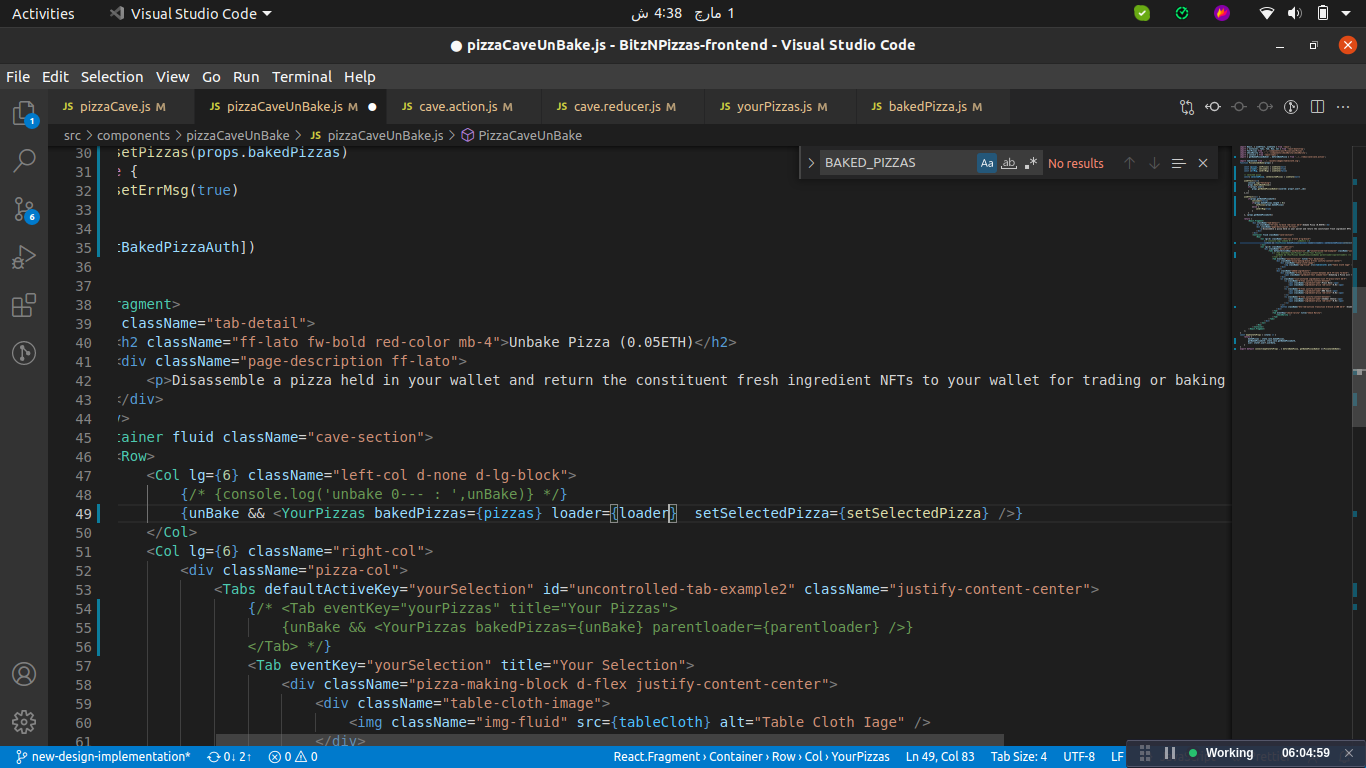 Activities Visual Studio Code 1 مارچ 4:38 ش
pizzaCaveUnBake.js - BitzNPizzas-frontend - Visual Studio Code
File Edit Selection View Go Run Terminal Help
JS pizzaCave.js M JS pizzaCaveUnBake.js M JS cave.action.js M JS cave.reducer.js M JS yourPizzas.js M JS bakedPizza.js M
src > components > pizzaCaveUnBake > JS pizzaCaveUnBake.js > PizzaCaveUnBake
BAKED_PIZZAS Aa ab .* No results
1
6
30 setPizzas(props.bakedPizzas)
31 e {
32 setErrMsg(true)
33
34
35 tBakedPizzaAuth])
36
37
38 ragment>
39 className="tab-detail">
40 <h2 className="ff-lato fw-bold red-color mb-4">Unbake Pizza (0.05ETH)</h2>
41 <div className="page-description ff-lato">
42 <p>Disassemble a pizza held in your wallet and return the constituent fresh ingredient NFTs to your wallet for trading or baking
43 </div>
44 v>
45 tainer fluid className="cave-section">
46 <Row>
47 <Col lg={6} className="left-col d-none d-lg-block">
48 {/* {console.log('unbake 0--- : ',unBake)} */}
49 {unBake && <YourPizzas bakedPizzas={pizzas} loader={loader} setSelectedPizza={setSelectedPizza} />}
50 </Col>
51 <Col lg={6} className="right-col">
52 <div className="pizza-col">
53 <Tabs defaultActiveKey="yourSelection" id="uncontrolled-tab-example2" className="justify-content-center">
54 {/* <Tab eventKey="yourPizzas" title="Your Pizzas">
55 {unBake && <YourPizzas bakedPizzas={unBake} parentloader={parentloader} />}
56 </Tab> */}
57 <Tab eventKey="yourSelection" title="Your Selection">
58 <div className="pizza-making-block d-flex justify-content-center">
59 <div className="table-cloth-image">
60 <img className="img-fluid" src={tableCloth} alt="Table Cloth Iage" />
61 </div>
new-design-implementation* 0↓ 2↑ 0 0 React.Fragment › Container › Row › Col › YourPizzas Ln 49, Col 83 Tab Size: 4 UTF-8 LF Working 06:04:59